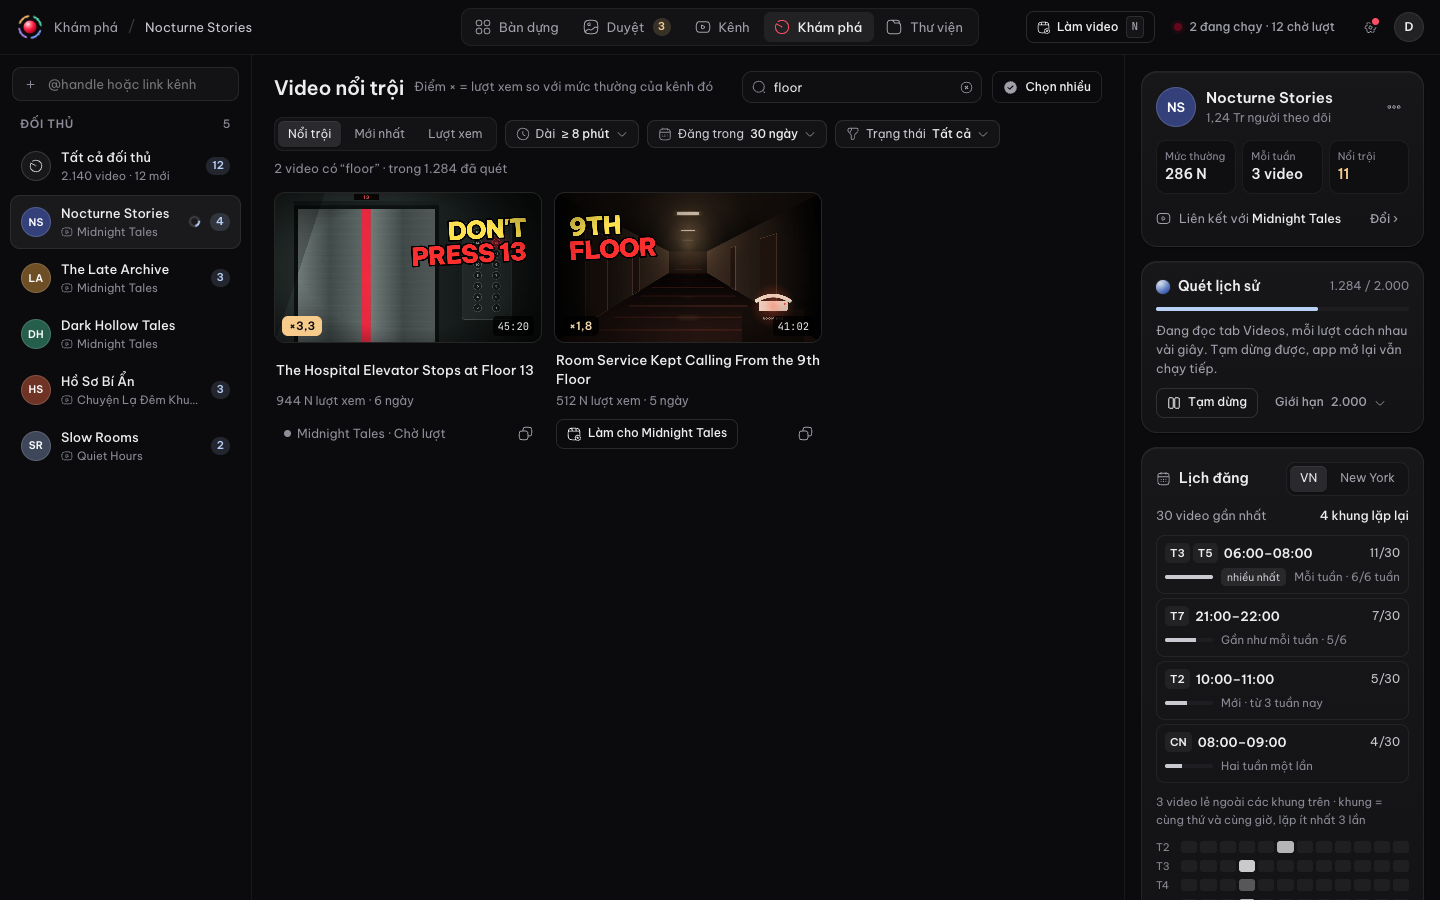 Khám phá / Nocturne Stories
Bàn dựng
Duyệt 3
Kênh
Khám phá
Thư viện
Làm video N
2 đang chạy · 12 chờ lượt
D
+ @handle hoặc link kênh
ĐỐI THỦ 5
Tất cả đối thủ
2.140 video · 12 mới
12
NS
Nocturne Stories
Midnight Tales
4
LA
The Late Archive
Midnight Tales
3
DH
Dark Hollow Tales
Midnight Tales
HS
Hồ Sơ Bí Ẩn
Chuyện Lạ Đêm Khu...
3
SR
Slow Rooms
Quiet Hours
2
Video nổi trội
Điểm × = lượt xem so với mức thường của kênh đó
floor
Chọn nhiều
Nổi trội
Mới nhất
Lượt xem
Dài ≥ 8 phút
Đăng trong 30 ngày
Trạng thái Tất cả
2 video có “floor” · trong 1.284 đã quét
13
DON'T
PRESS 13
×3,3
45:20
The Hospital Elevator Stops at Floor 13
944 N lượt xem · 6 ngày
Midnight Tales · Chờ lượt
9TH
FLOOR
×1,8
41:02
Room Service Kept Calling From the 9th
Floor
512 N lượt xem · 5 ngày
Làm cho Midnight Tales
NS
Nocturne Stories
1,24 Tr người theo dõi
Mức thường
286 N
Mỗi tuần
3 video
Nổi trội
11
Liên kết với Midnight Tales
Đổi ›
Quét lịch sử
1.284 / 2.000
Đang đọc tab Videos, mỗi lượt cách nhau
vài giây. Tạm dừng được, app mở lại vẫn
chạy tiếp.
Tạm dừng
Giới hạn 2.000
Lịch đăng
VN
New York
30 video gần nhất
4 khung lặp lại
T3 T5 06:00–08:00 11/30
nhiều nhất Mỗi tuần · 6/6 tuần
T7 21:00–22:00 7/30
Gần như mỗi tuần · 5/6
T2 10:00–11:00 5/30
Mới · từ 3 tuần nay
CN 08:00–09:00 4/30
Hai tuần một lần
3 video lẻ ngoài các khung trên · khung =
cùng thứ và cùng giờ, lặp ít nhất 3 lần
T2
T3
T4